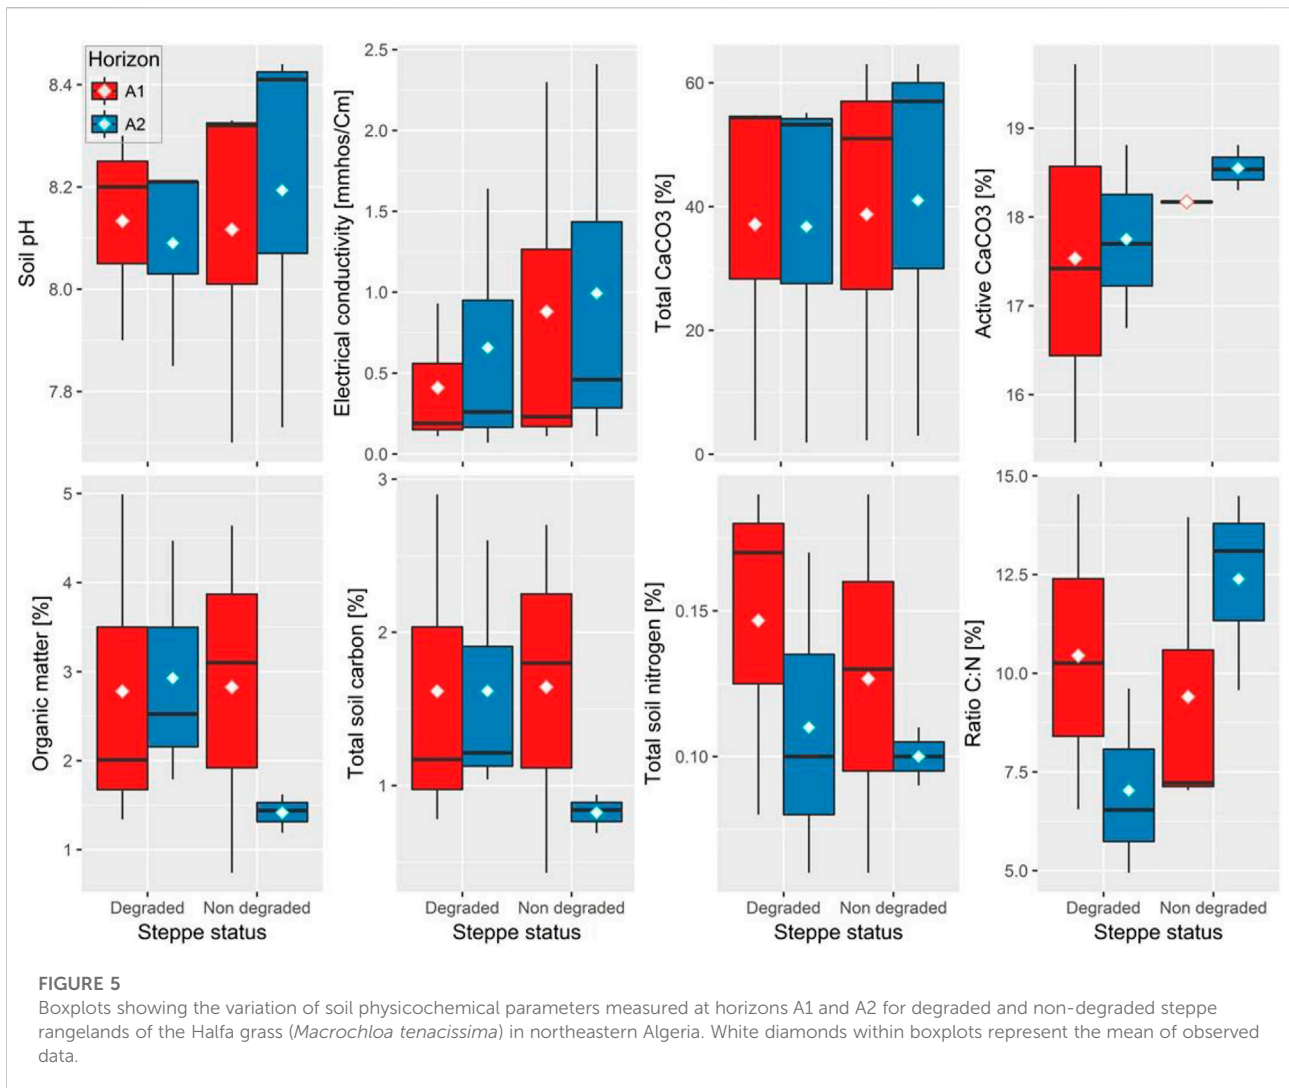 Horizon
A1
A2
Soil pH
8.4
8.2
8.0
7.8
Electrical conductivity [mmhos/Cm]
2.5
2.0
1.5
1.0
0.5
0.0
Total CaCO3 [%]
60
40
20
0
Active CaCO3 [%]
19
18
17
16
Organic matter [%]
5
4
3
2
1
Degraded Non degraded
Steppe status
Total soil carbon [%]
3
2
1
Degraded Non degraded
Steppe status
Total soil nitrogen [%]
0.15
0.10
Degraded Non degraded
Steppe status
Ratio C:N [%]
15.0
12.5
10.0
7.5
5.0
Degraded Non degraded
Steppe status
FIGURE 5
Boxplots showing the variation of soil physicochemical parameters measured at horizons A1 and A2 for degraded and non-degraded steppe
rangelands of the Halfa grass (Macrochloa tenacissima) in northeastern Algeria. White diamonds within boxplots represent the mean of observed
data.